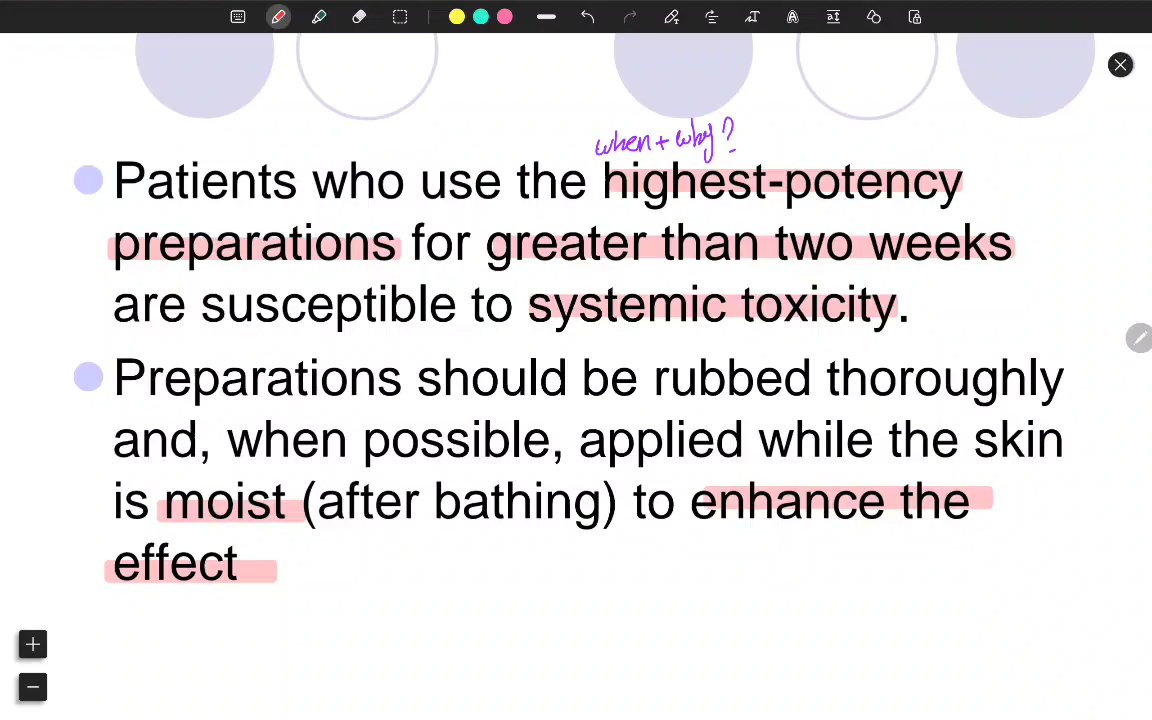 when + why?
Patients who use the highest-potency
preparations for greater than two weeks
are susceptible to systemic toxicity.
Preparations should be rubbed thoroughly
and, when possible, applied while the skin
is moist (after bathing) to enhance the
effect